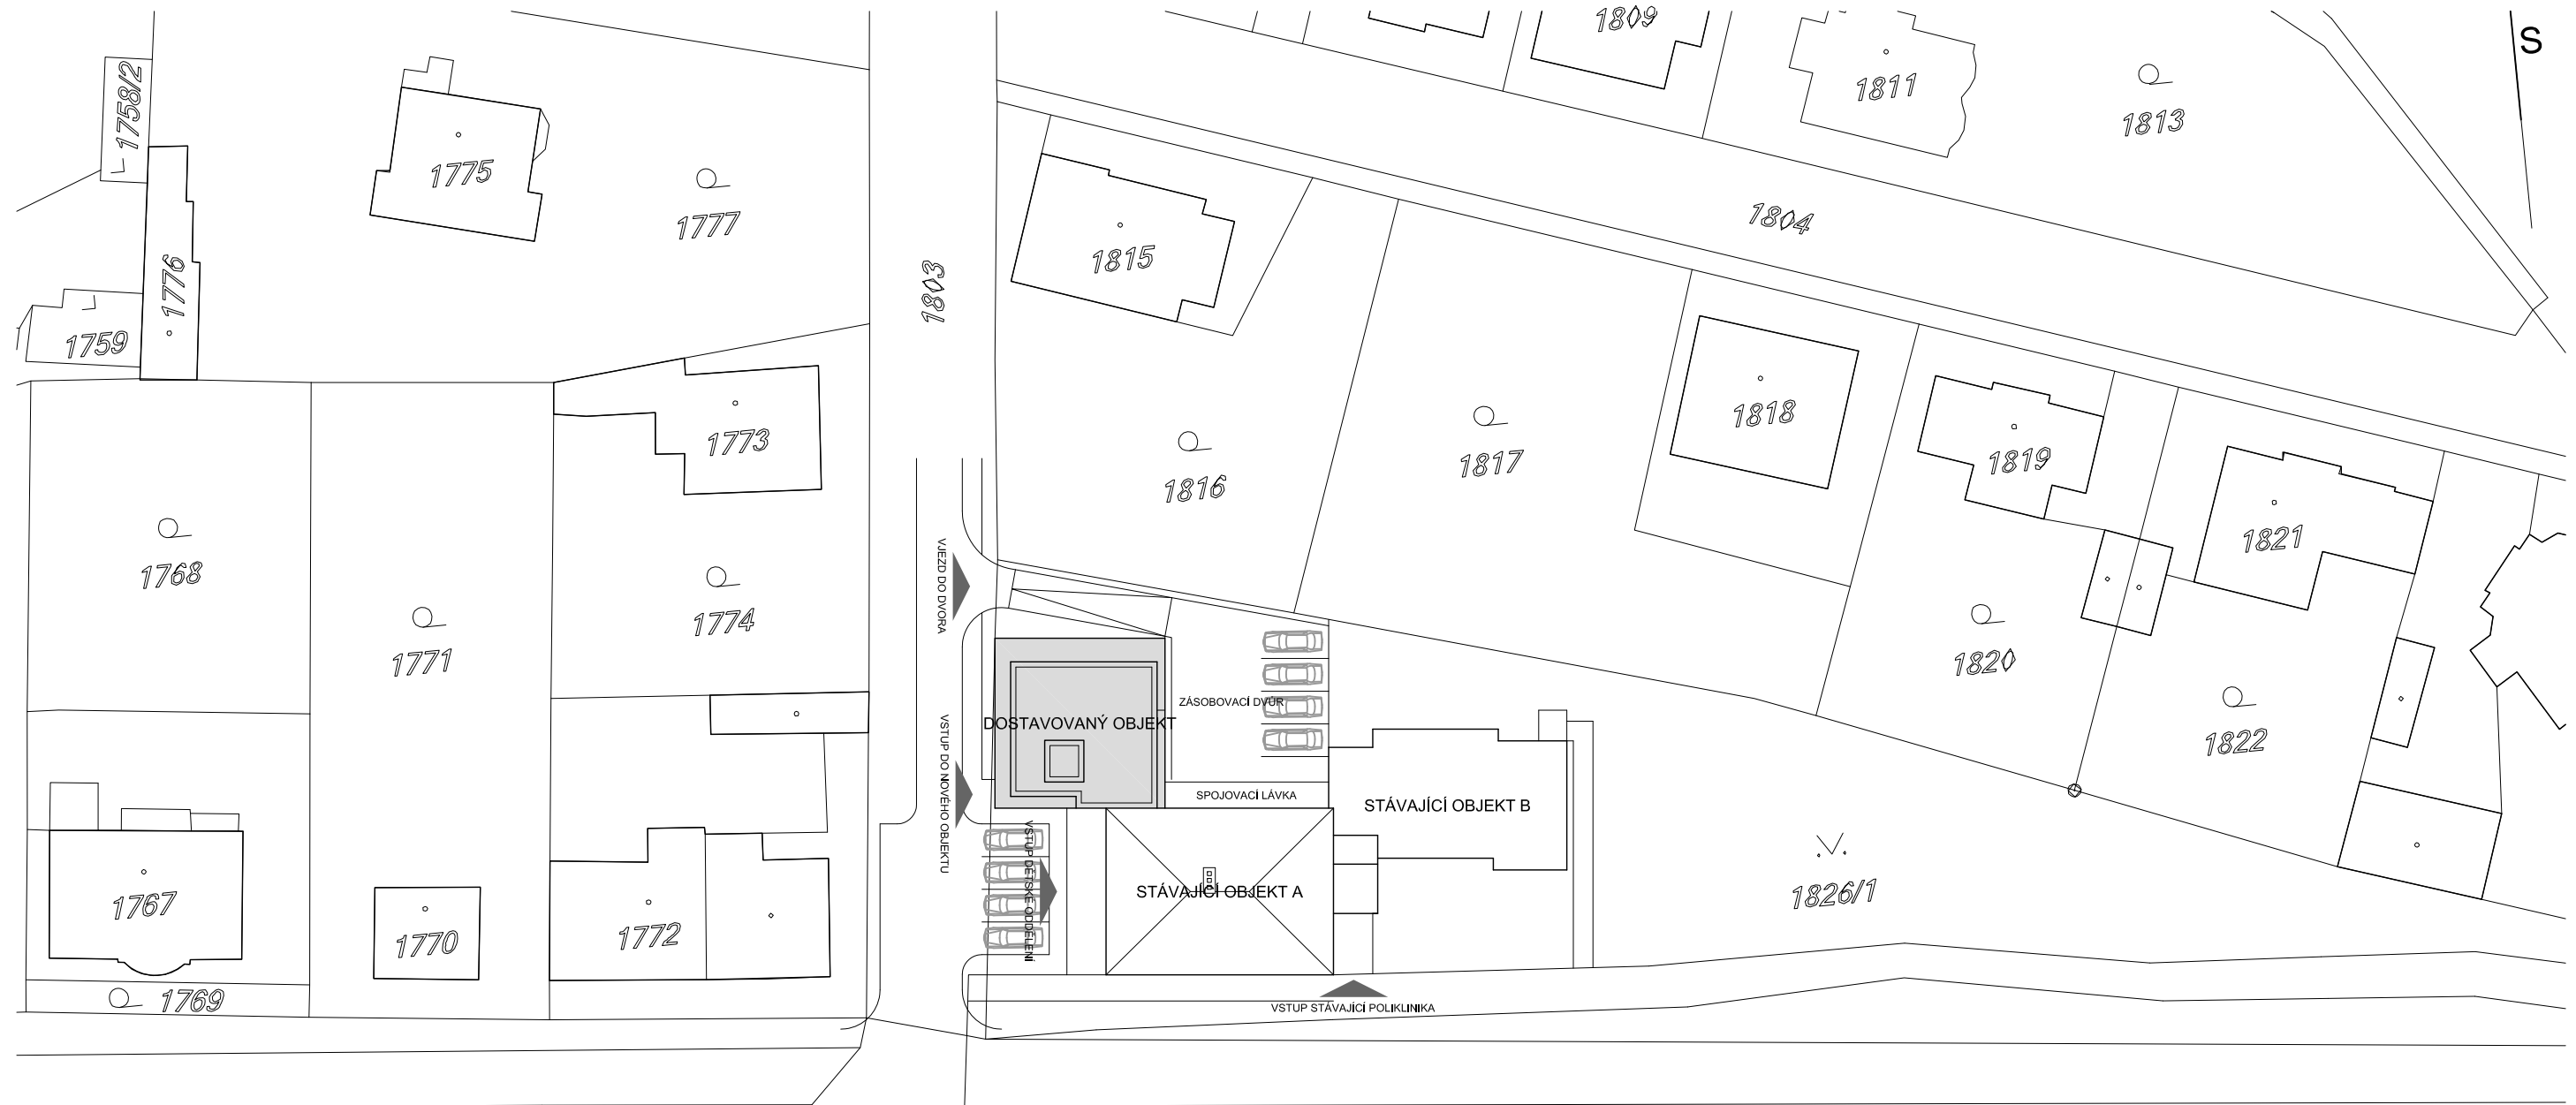 1809
S
1758/2
1811
1813
1775
1777
1804
1815
1776
1803
1759
1818
1773
1817
1819
1816
1821
1768
VJEZD DO DVORA
1774
1771
1820
ZÁSOBOVACÍ DVŮR
DOSTAVOVANÝ OBJEKT
1822
VSTUP DO NOVÉHO OBJEKTU
SPOJOVACÍ LÁVKA
STÁVAJÍCÍ OBJEKT B
VSTUP DĚTSKÉ ODDĚLENÍ
STÁVAJÍCÍ OBJEKT A
1826/1
1767
1770
1772
1769
VSTUP STÁVAJÍCÍ POLIKLINIKA